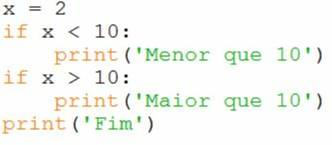 x = 2
if x < 10:
    print('Menor que 10')
if x > 10:
    print('Maior que 10')
print('Fim')